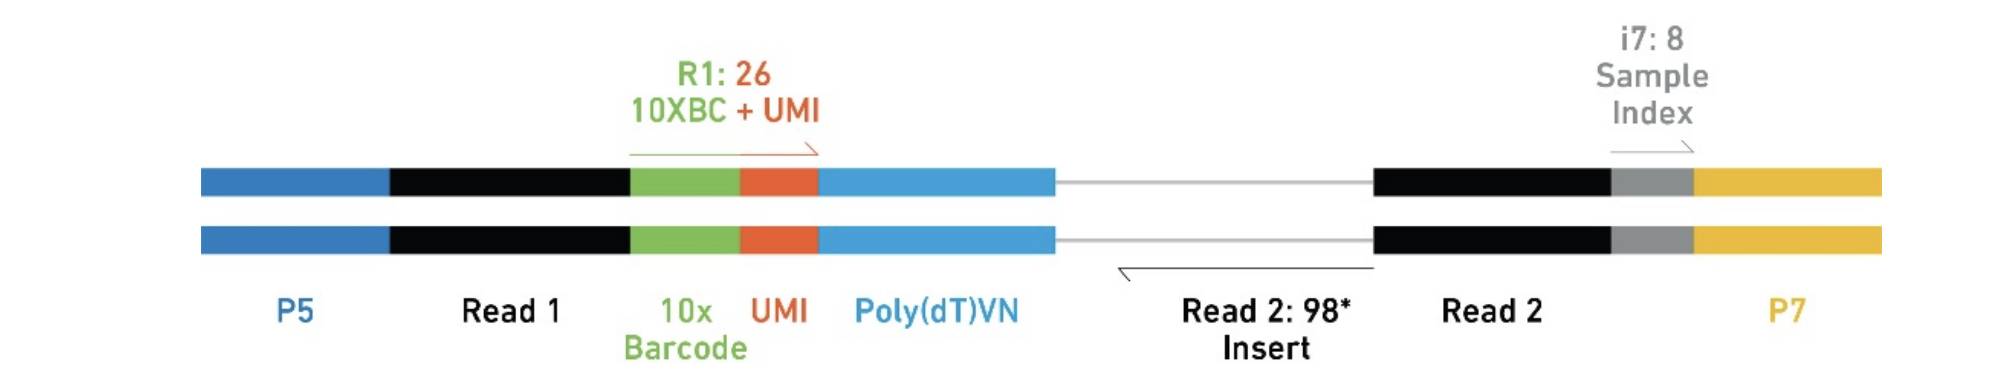 R1: 26
10XBC + UMI
i7: 8
Sample
Index
P5
Read 1
10x
Barcode
UMI
Poly(dT)VN
Read 2: 98*
Insert
Read 2
P7